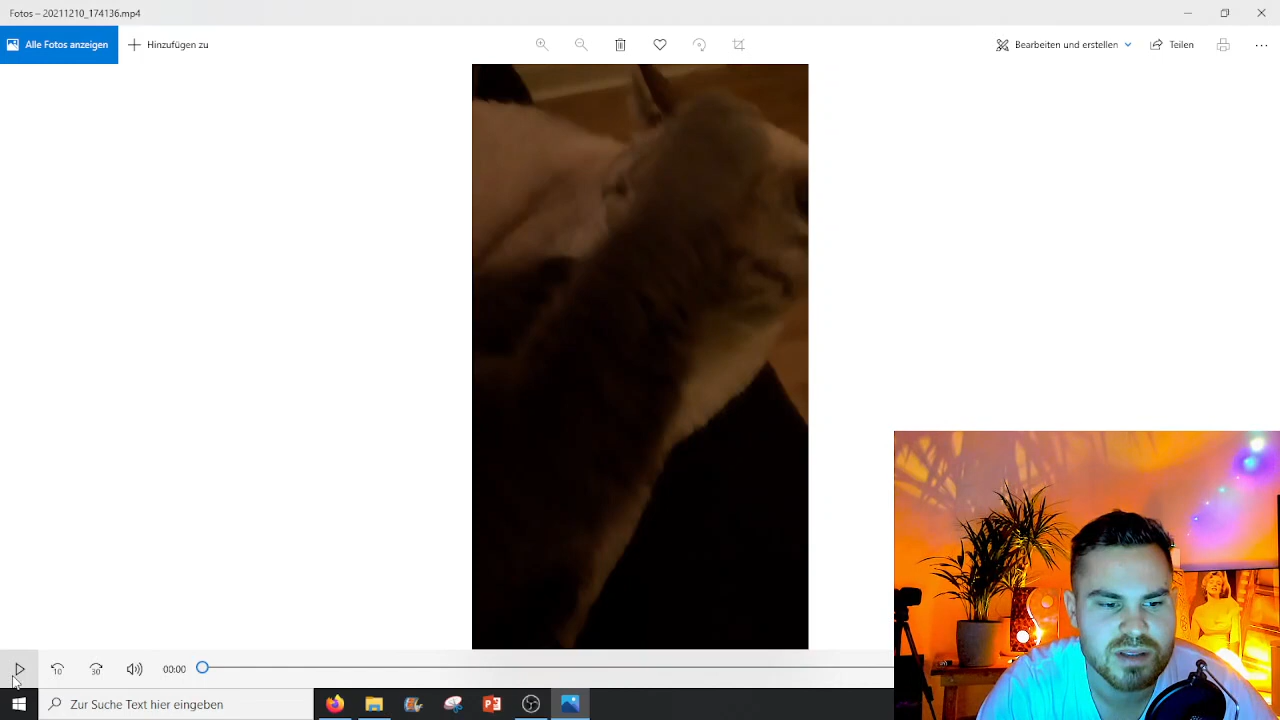 Fotos – 20211210_174136.mp4
Alle Fotos anzeigen
Hinzufügen zu
Bearbeiten und erstellen
Teilen
10
30
00:00
Zur Suche Text hier eingeben